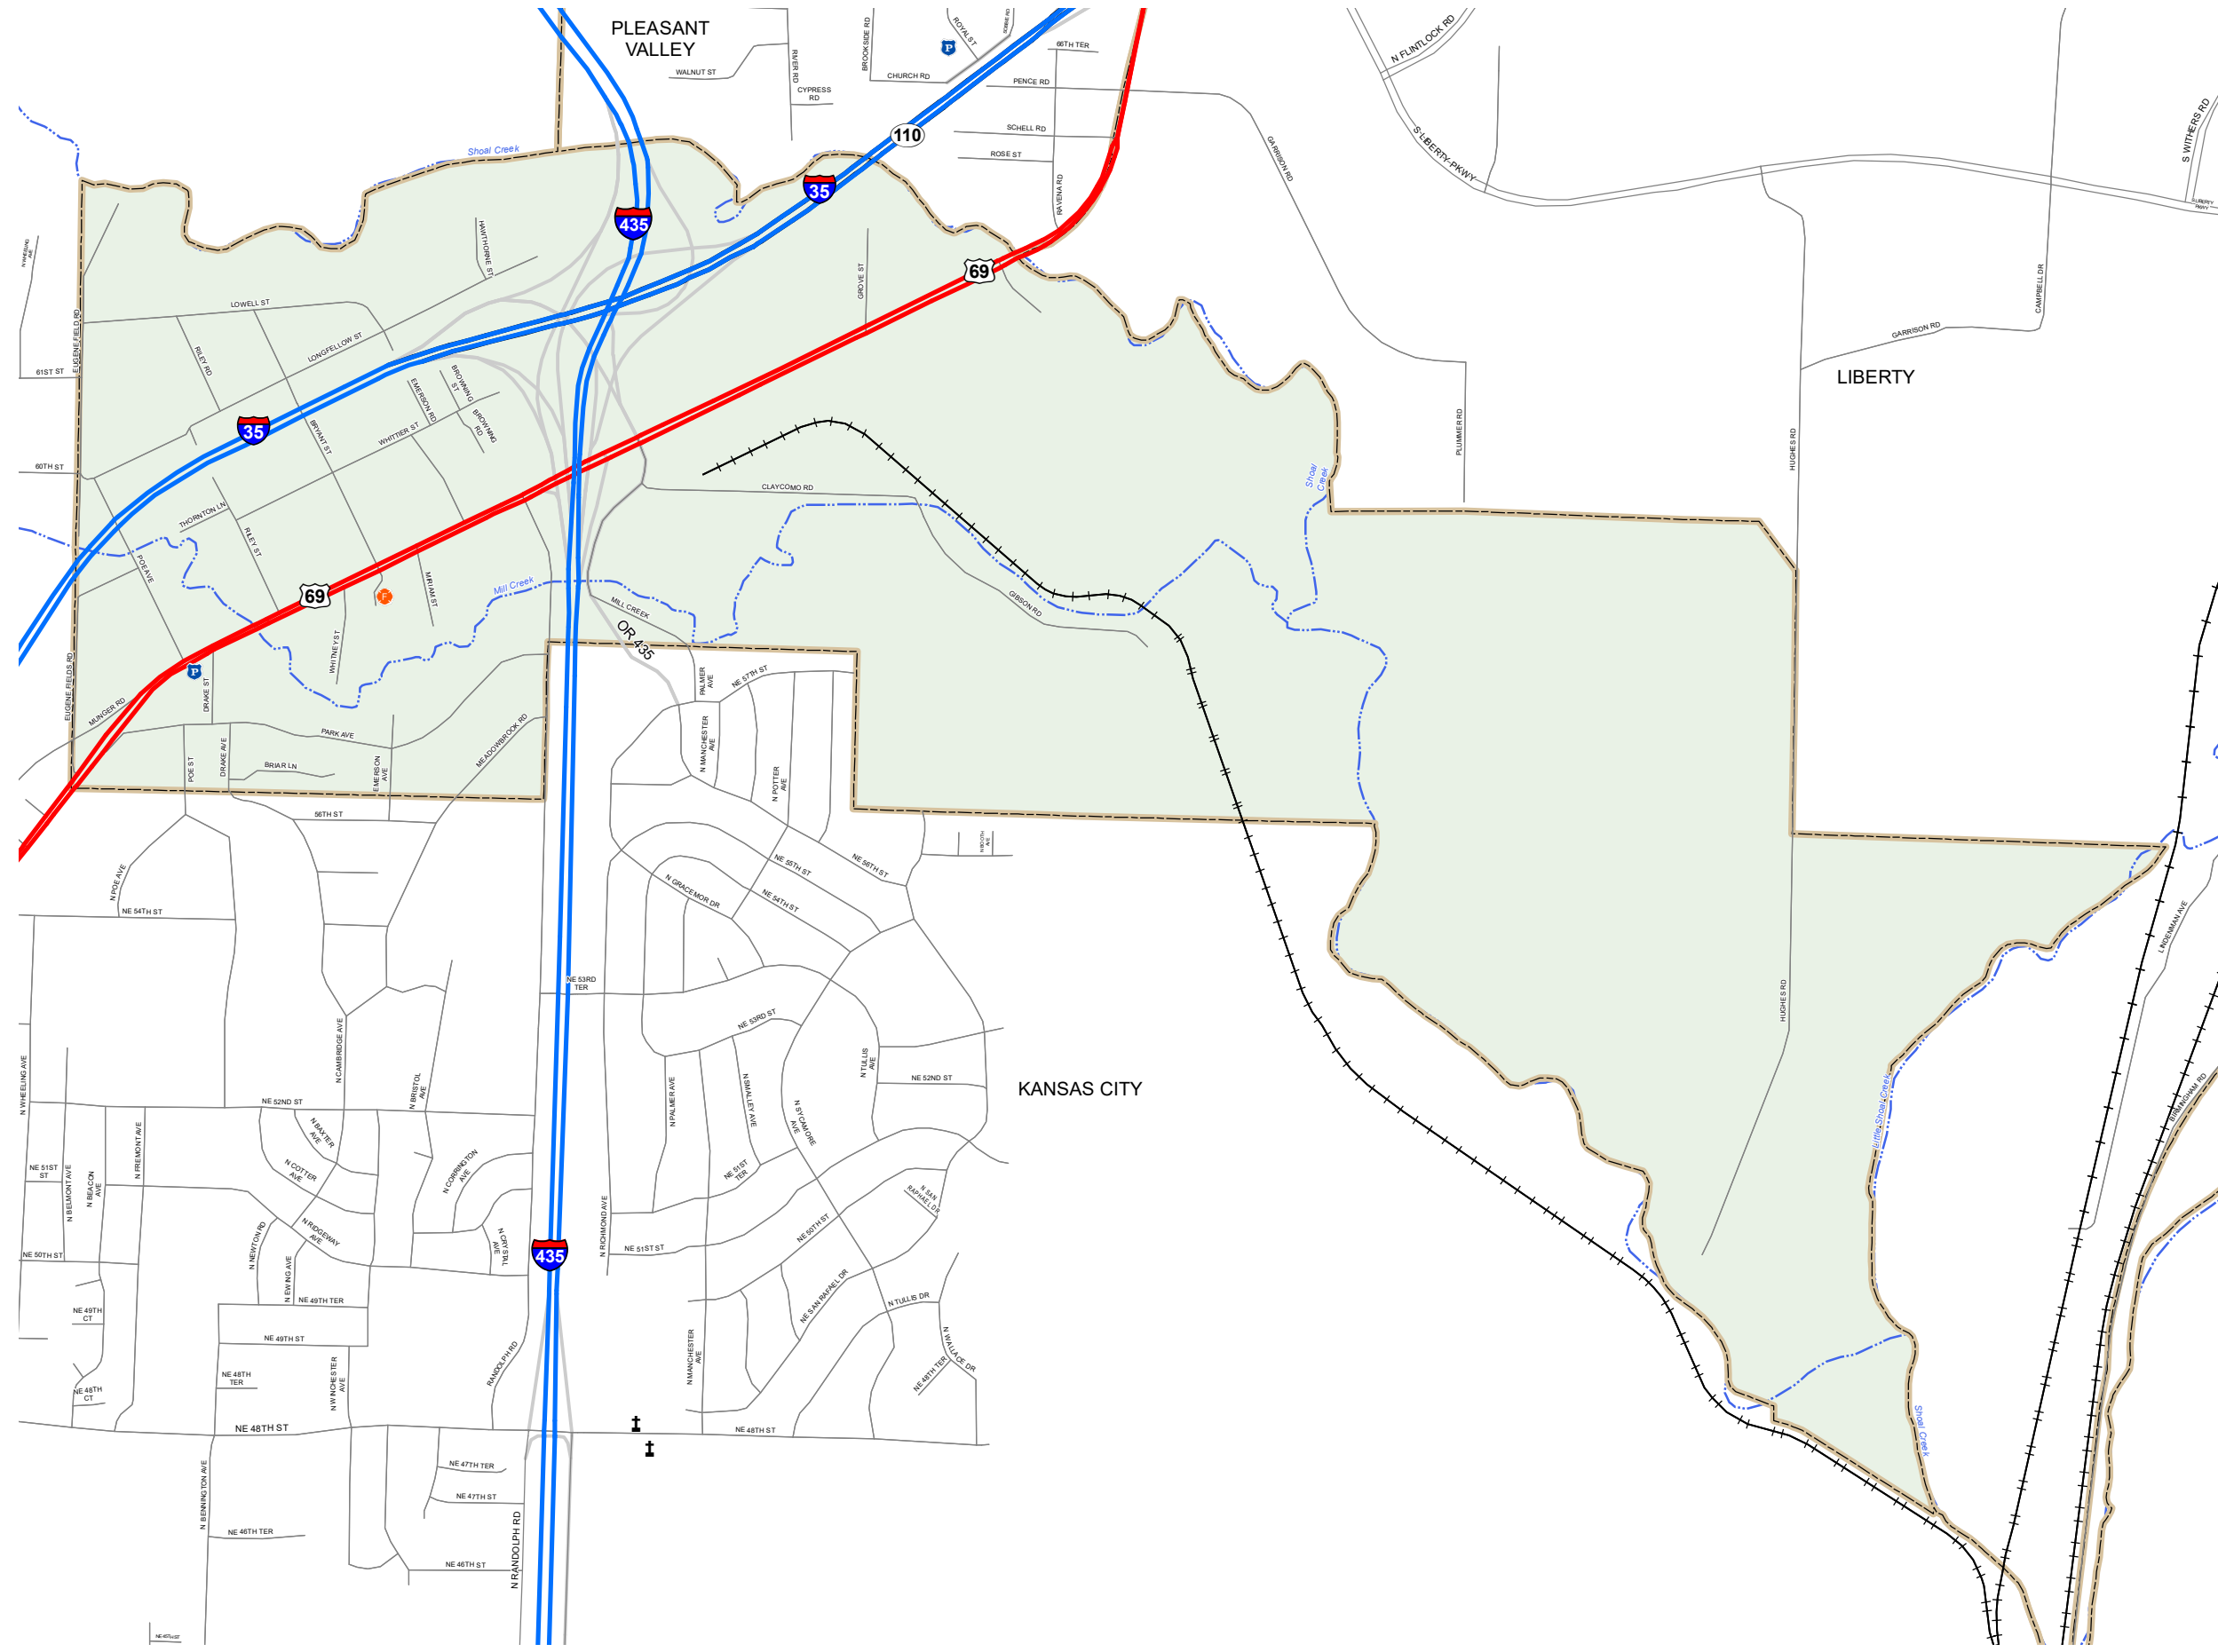 PLEASANT
VALLEY
WALNUT ST
RIVER RD
CYPRESS
RD
BROOKSIDE RD
ROYAL ST
P
CHURCH RD
66TH TER
PENCE RD
SCHELL RD
ROSE ST
RAVENA RD
110
35
435
69
Shoal Creek
GARRISON RD
N FLINTLOCK RD
S LIBERTY PKWY
S WITHERS RD
CAMPBELL DR
GARRISON RD
LIBERTY
HUGHES RD
PLUMMER RD
HAWTHORNE ST
GROVE ST
LOWELL ST
EUGENE FIELD RD
61ST ST
RILEY RD
LONGFELLOW ST
EMERSON RD
BROWNING
ST
BROWNING
RD
35
BRYANT ST
WHITTIER ST
60TH ST
THORNTON LN
RILEY ST
POE AVE
CLAYCOMO RD
Shoal
Creek
69
F
MIRIAM ST
Mill Creek
MILL CREEK
OR 435
GIBSON RD
WHITNEY ST
EUGENE FIELDS RD
P
DRAKE ST
MUNGER RD
PARK AVE
MEADOWBROOK RD
PALMER
AVE
NE 57TH ST
N MANCHESTER
AVE
N POTTER
AVE
POE ST
DRAKE AVE
BRIAR LN
EMERSON
AVE
56TH ST
N BOOTH
AVE
NE 56TH ST
NE 55TH ST
NE 54TH ST
N GRACEMOR DR
N POE AVE
NE 54TH ST
LINDENMAN AVE
NE 53RD
TER
NE 53RD ST
HUGHES RD
N CAMBRIDGE AVE
N WHEELING AVE
N BRISTOL
AVE
N TULLIS
AVE
NE 52ND ST
KANSAS CITY
BIRMINGHAM RD
Little Shoal Creek
NE 52ND ST
N PALMER AVE
N SMALLEY AVE
N SYCAMORE
AVE
N BAXTER
AVE
N FREMONT AVE
NE 51ST
ST
N BELMONT AVE
N BEACON
AVE
N COTTER
AVE
N CORRINGTON
AVE
NE 51ST
TER
N SAN
RAPHAEL DR
N RIDGEWAY
AVE
N NEWTON RD
N CRYSTAL
AVE
N RICHMOND AVE
NE 50TH ST
NE 51ST ST
NE 50TH ST
435
N EWING AVE
NE 49TH TER
NE 49TH
CT
NE 49TH ST
NE SAN RAFAEL DR
N TULLIS DR
N WALLACE DR
N MANCHESTER
AVE
RANDOLPH RD
NE 48TH
TER
N WINCHESTER
AVE
NE 48TH TER
NE 48TH
CT
NE 48TH ST
NE 48TH ST
Shoal Creek
NE 47TH TER
NE 47TH ST
N BENNINGTON AVE
NE 46TH TER
N RANDOLPH RD
NE 46TH ST